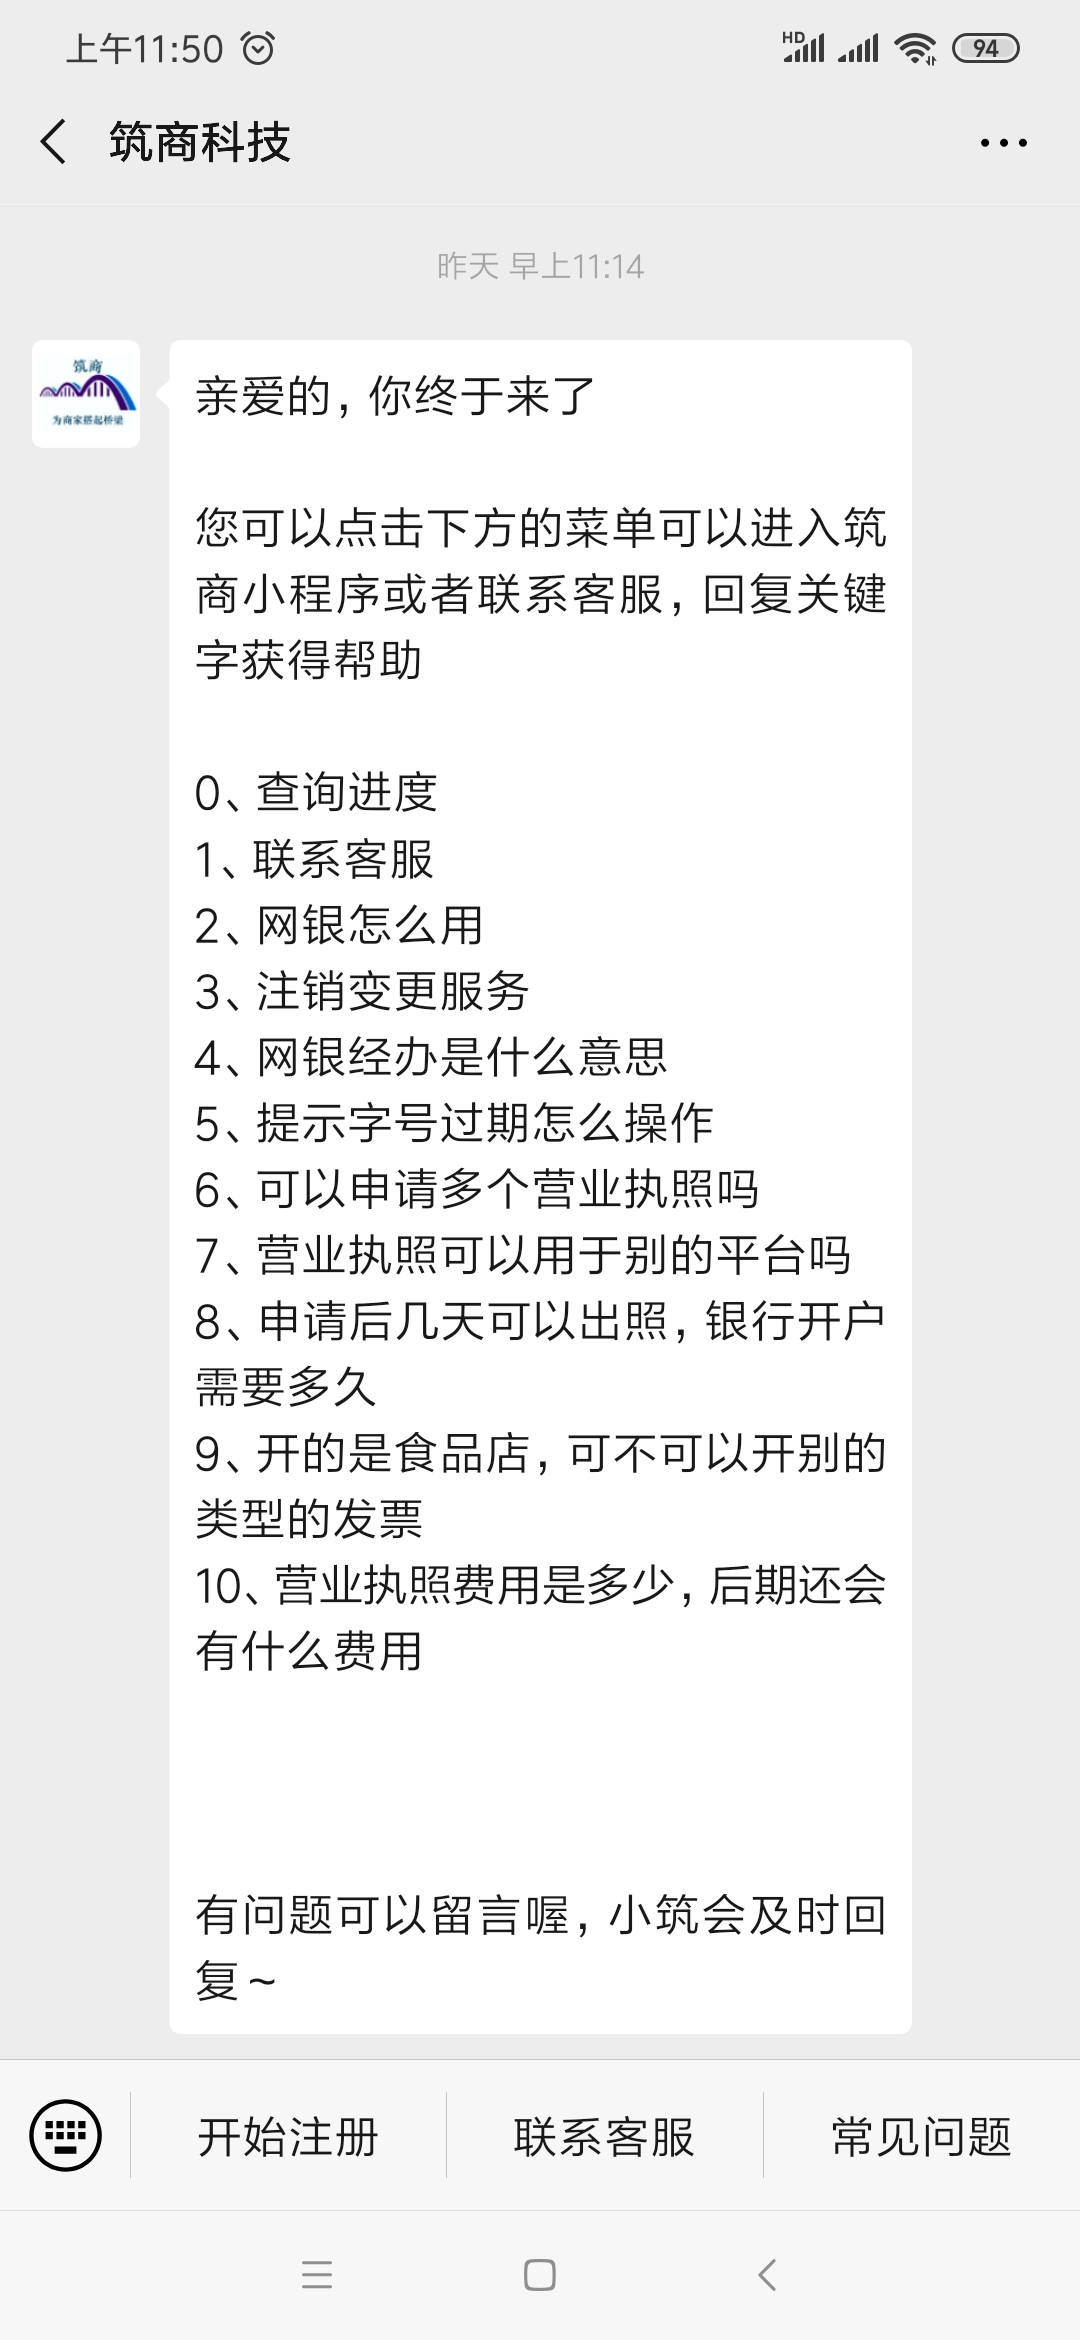 上午11:50
HD
94
筑商科技
昨天 早上11:14
筑商
为商家搭起桥梁
亲爱的，你终于来了
您可以点击下方的菜单可以进入筑
商小程序或者联系客服，回复关键
字获得帮助
0、查询进度
1、联系客服
2、网银怎么用
3、注销变更服务
4、网银经办是什么意思
5、提示字号过期怎么操作
6、可以申请多个营业执照吗
7、营业执照可以用于别的平台吗
8、申请后几天可以出照，银行开户
需要多久
9、开的是食品店，可不可以开别的
类型的发票
10、营业执照费用是多少，后期还会
有什么费用
有问题可以留言喔，小筑会及时回
复~
开始注册
联系客服
常见问题